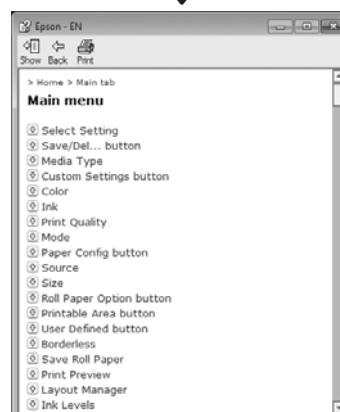 Epson - EN
Show Back Print
> Home > Main tab
Main menu
Select Setting
Save/Del... button
Media Type
Custom Settings button
Color
Ink
Print Quality
Mode
Paper Config button
Source
Size
Roll Paper Option button
Printable Area button
User Defined button
Borderless
Save Roll Paper
Print Preview
Layout Manager
Ink Levels